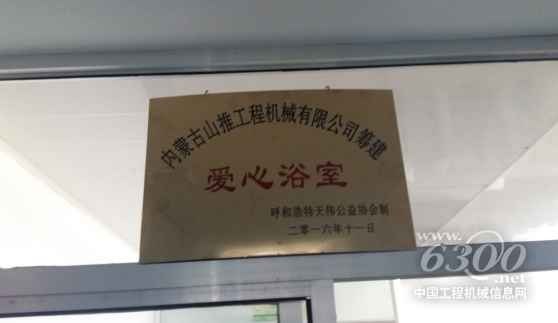 内蒙古山推工程机械有限公司筹建
爱心浴室
呼和浩特天伟公益协会制
二零一六年十一日
www.6300.net
中国工程机械信息网